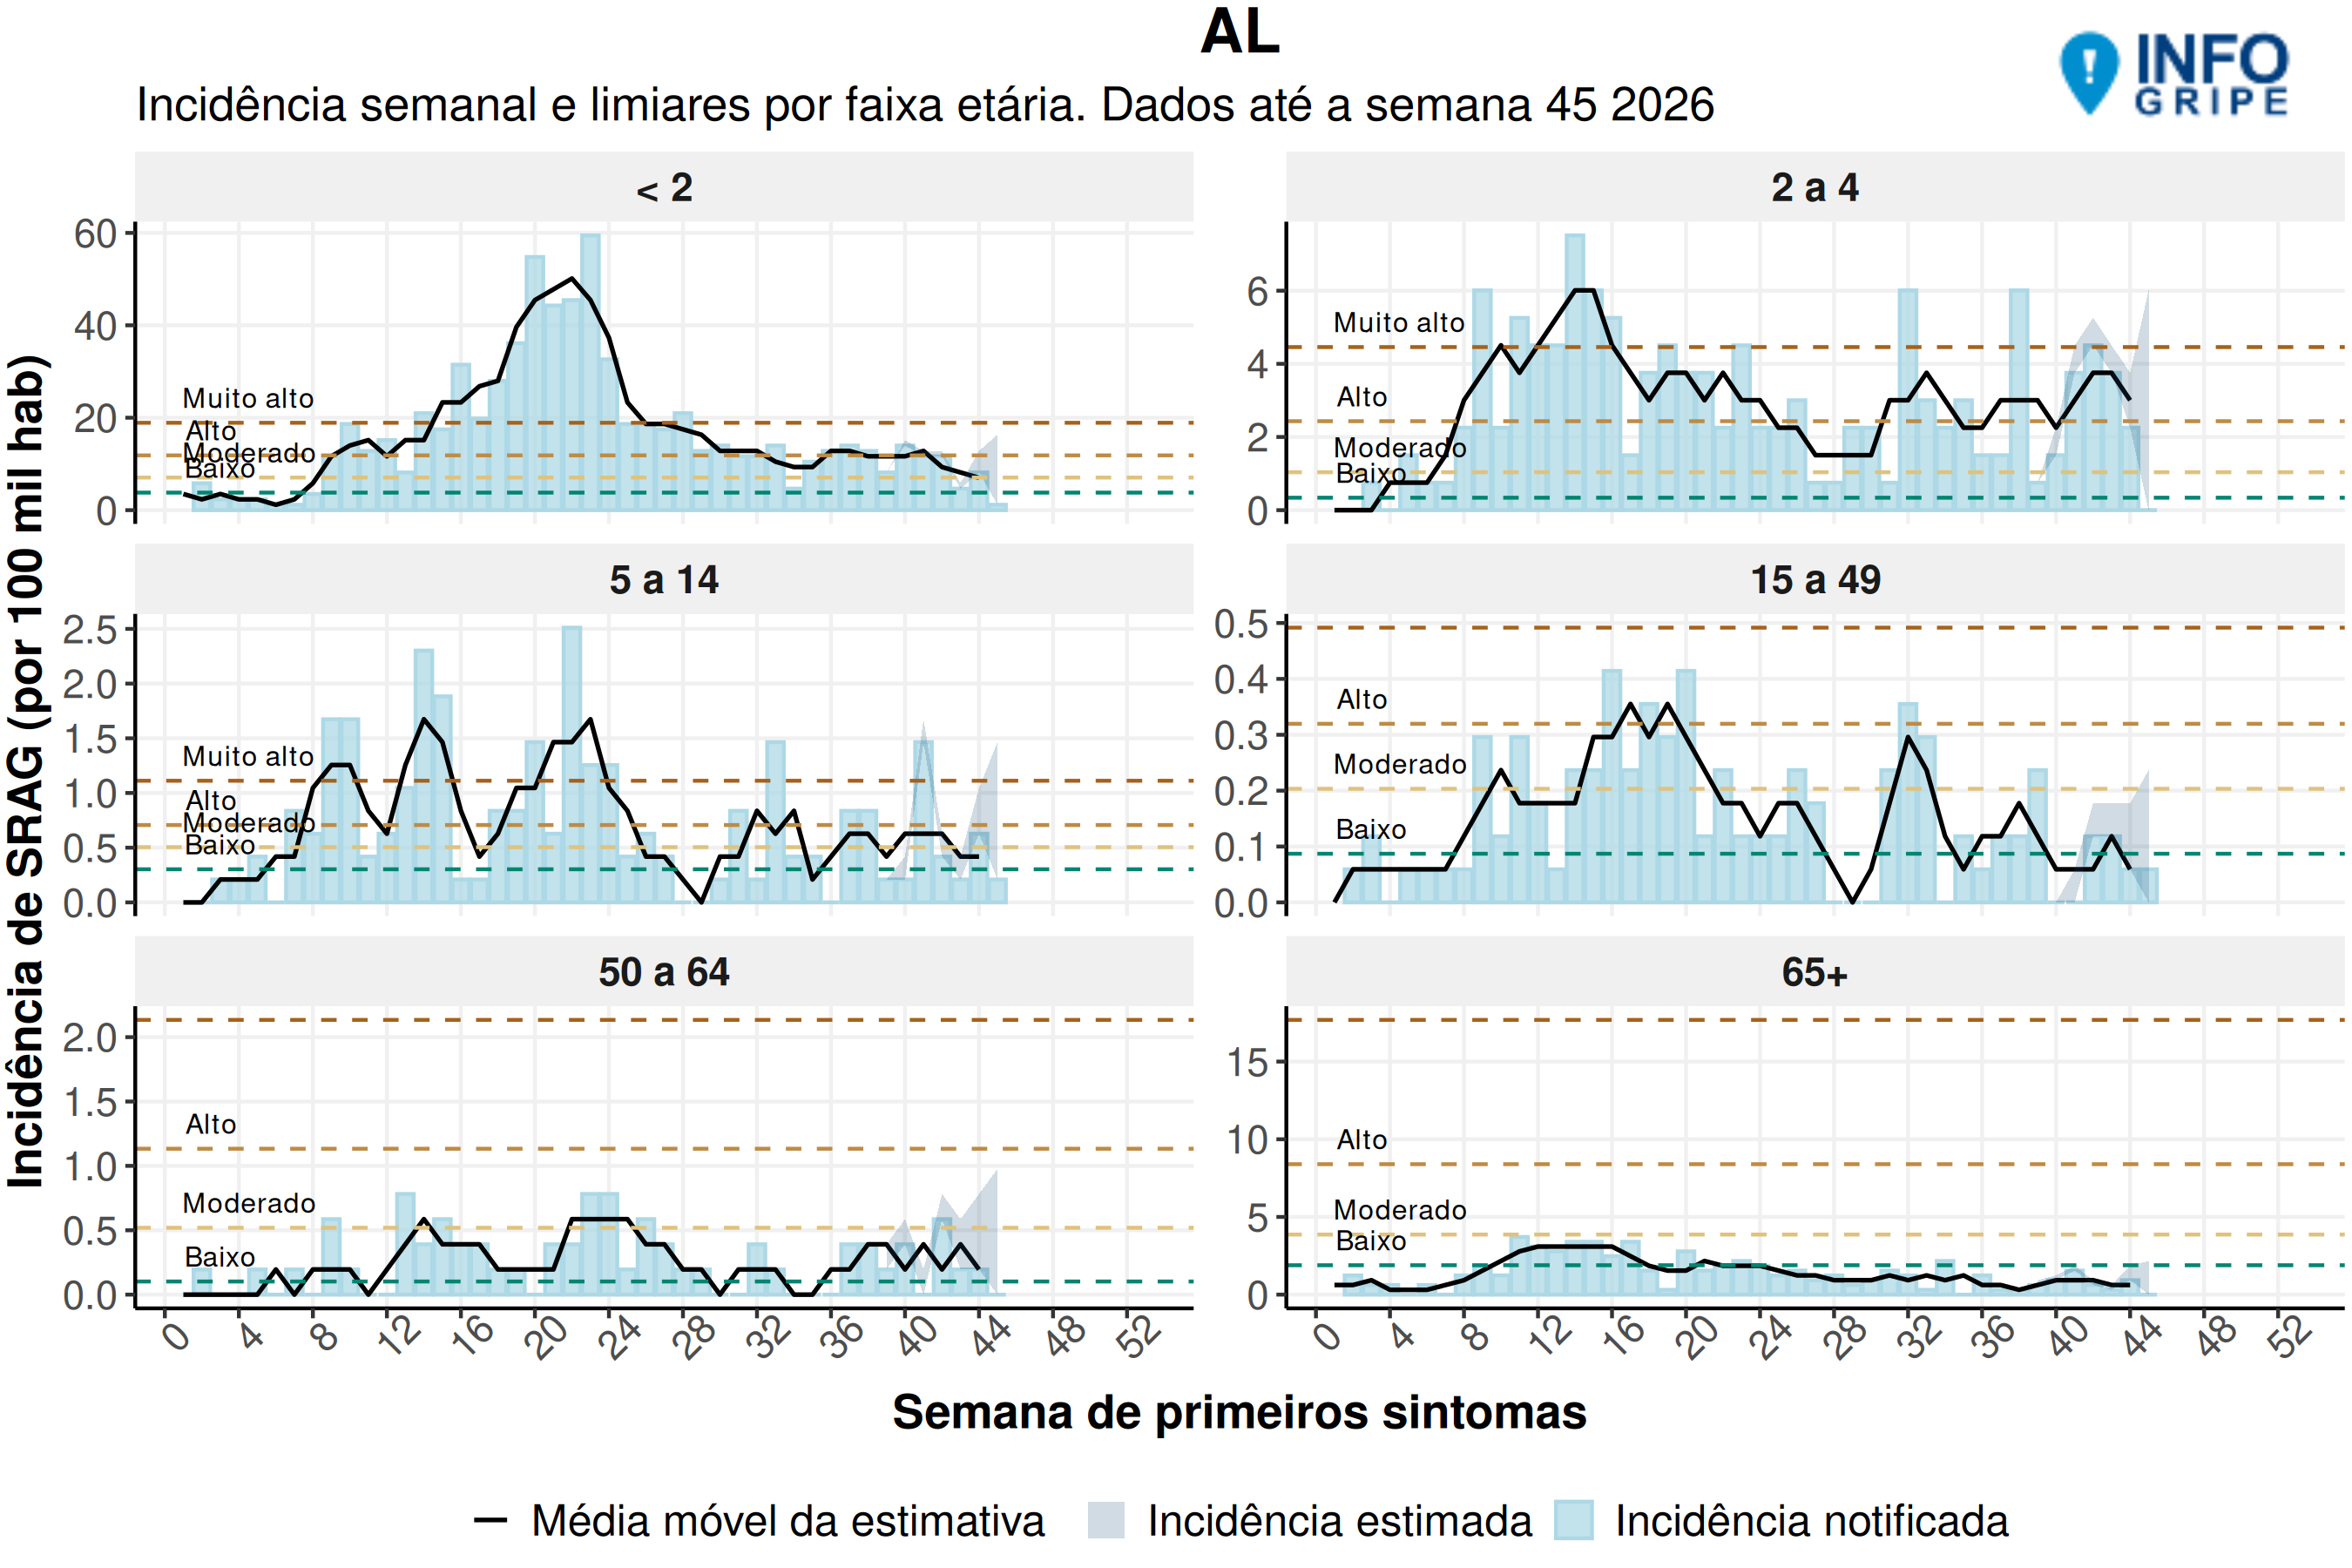 AL
INFO
GRIPE
Incidência semanal e limiares por faixa etária. Dados até a semana 45 2026
Incidência de SRAG (por 100 mil hab)
< 2
60
40
20
0
Muito alto
Alto
Moderado
Baixo
2 a 4
6
4
2
0
Muito alto
Alto
Moderado
Baixo
5 a 14
2.5
2.0
1.5
1.0
0.5
0.0
Muito alto
Alto
Moderado
Baixo
15 a 49
0.5
0.4
0.3
0.2
0.1
0.0
Alto
Moderado
Baixo
50 a 64
2.0
1.5
1.0
0.5
0.0
Alto
Moderado
Baixo
0 4 8 12 16 20 24 28 32 36 40 44 48 52
65+
15
10
5
0
Alto
Moderado
Baixo
0 4 8 12 16 20 24 28 32 36 40 44 48 52
Semana de primeiros sintomas
Média móvel da estimativa Incidência estimada Incidência notificada